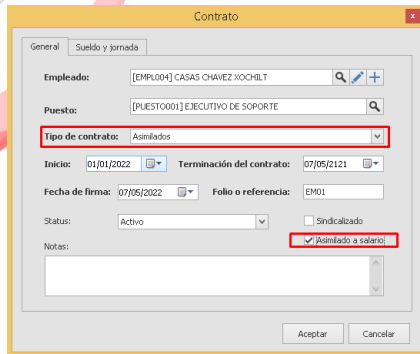 Contrato
x
General Sueldo y jornada
Empleado: [EMPL004] CASAS CHAVEZ XOCHILT
Puesto: [PUESTO001] EJECUTIVO DE SOPORTE
Tipo de contrato: Asimilados
Inicio: 01/01/2022 Terminación del contrato: 07/05/2121
Fecha de firma: 07/05/2022 Folio o referencia: EM01
Status: Activo Sindicalizado
Asimilado a salario
Notas:
Aceptar Cancelar